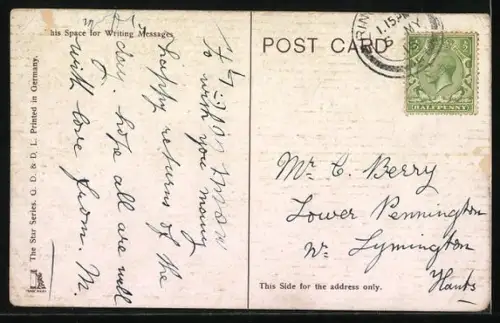 This Space for Writing Messages
Just a line
to wish you many
happy returns of the
day. hope all are well
with love from. M.
The Star Series. G. D. & D. L. Printed in Germany.
POST CARD
HALFPENNY
Mr. C. Berry
Lower Pennington
Nr. Lymington
Hants
This Side for the address only.